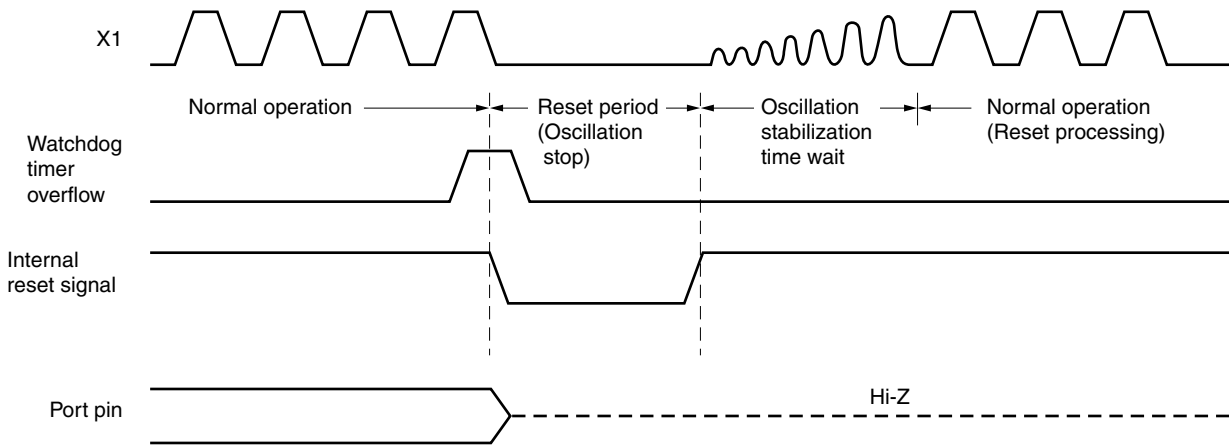 X1
Normal operation
Reset period
(Oscillation
stop)
Oscillation
stabilization
time wait
Normal operation
(Reset processing)
Watchdog
timer
overflow
Internal
reset signal
Hi-Z
Port pin